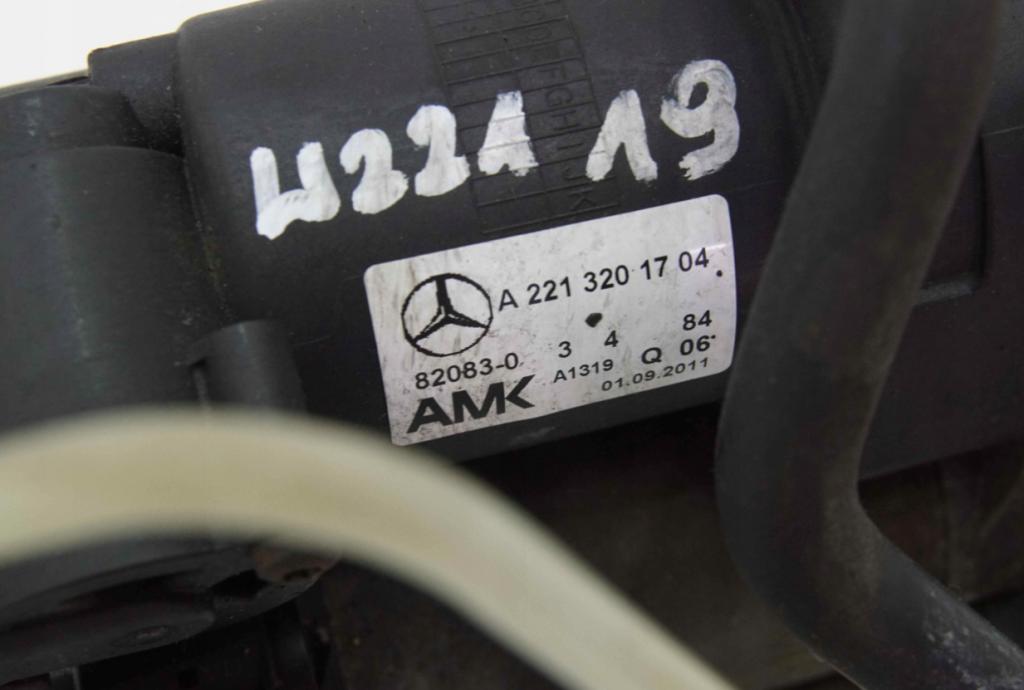 W221 19
A 221 320 17 04
3 4 84
82083-0 A1319 Q 06
AMK 01.09.2011